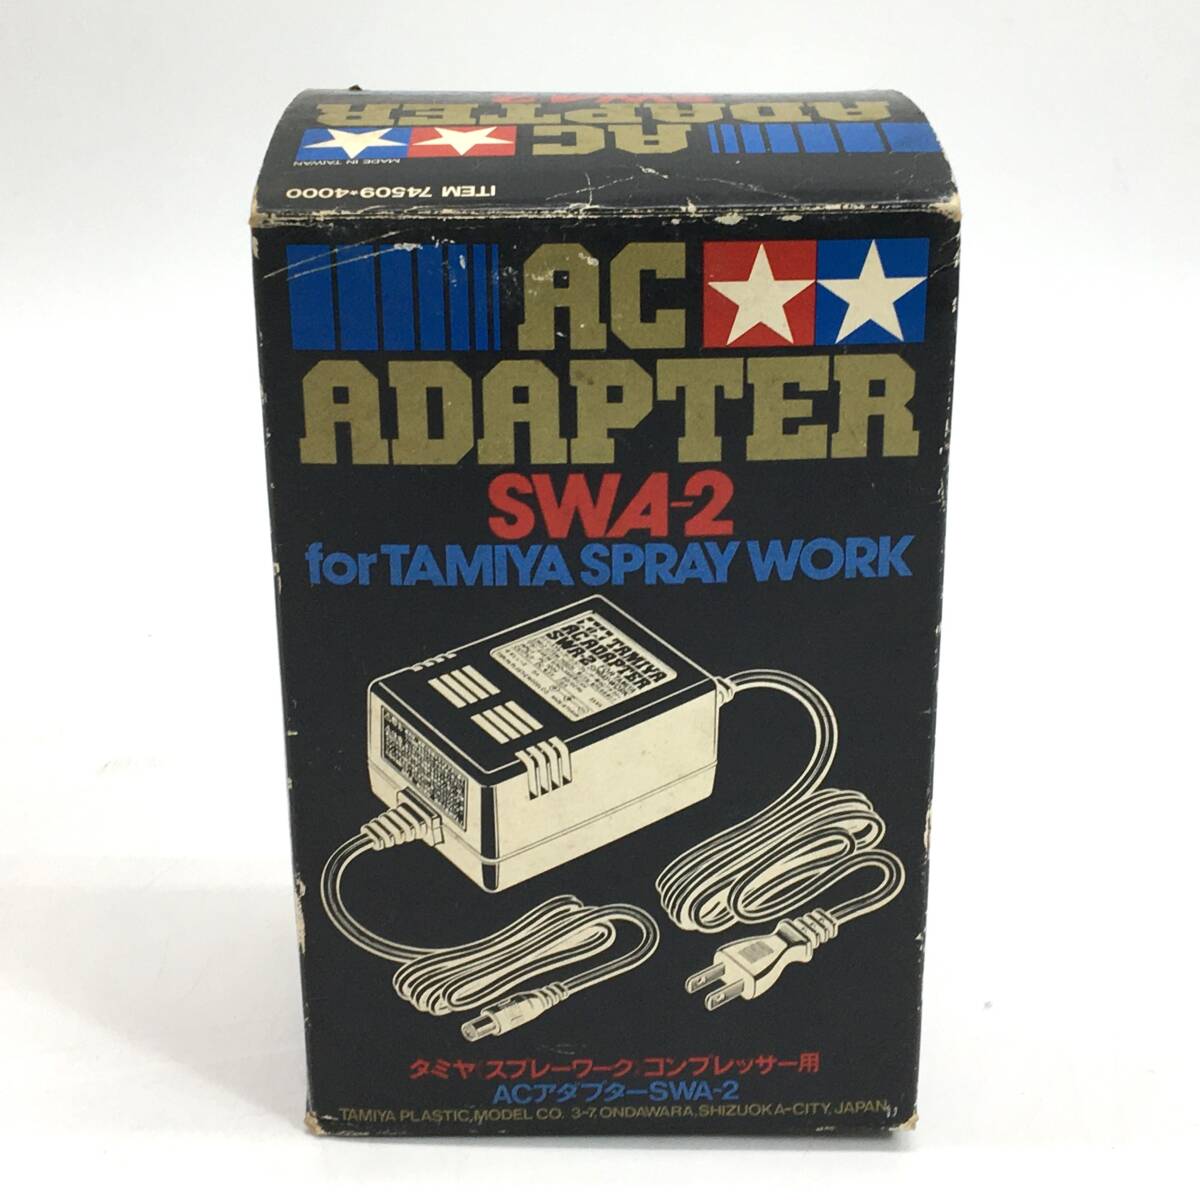 ADAPTER
SWA-2
AC
MADE IN TAIWAN
ITEM 74509*4000
AC
ADAPTER
SWA-2
for TAMIYA SPRAY WORK
TAMIYA
AC ADAPTER
SWA-2
タミヤ(スプレーワーク)コンプレッサー用
ACアダプターSWA-2
TAMIYA PLASTIC MODEL CO. 3-7, ONDAWARA, SHIZUOKA-CITY, JAPAN